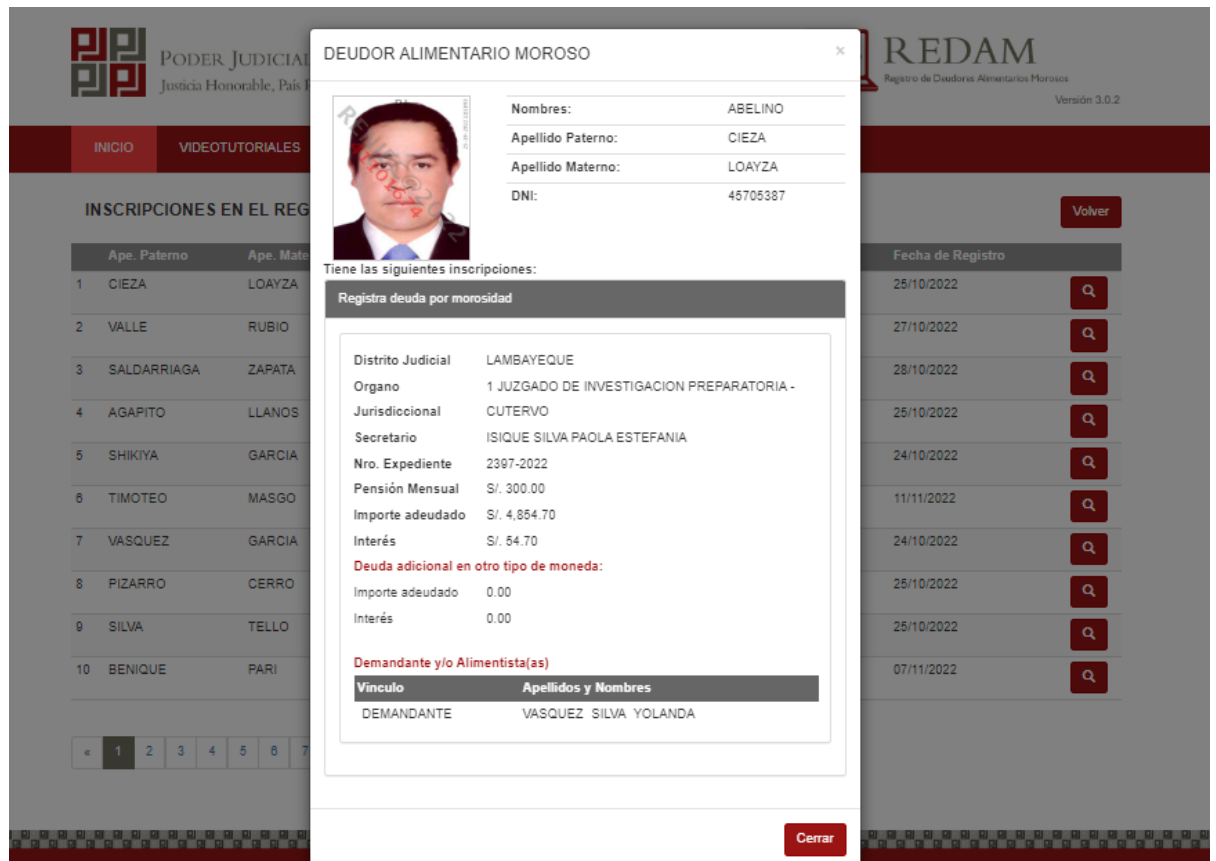 PODER JUDICIAL
Justicia Honorable, País
DEUDOR ALIMENTARIO MOROSO
×
REDAM
Registro de Deudores Alimentarios Morosos
Versión 3.0.2
INICIO VIDEOTUTORIALES
Nombres: ABELINO
Apellido Paterno: CIEZA
Apellido Materno: LOAYZA
DNI: 45705387
INSCRIPCIONES EN EL REG
Volver
Tiene las siguientes inscripciones:
Registra deuda por morosidad
Distrito Judicial LAMBAYEQUE
Organo 1 JUZGADO DE INVESTIGACION PREPARATORIA -
Jurisdiccional CUTERVO
Secretario ISIQUE SILVA PAOLA ESTEFANIA
Nro. Expediente 2397-2022
Pensión Mensual S/. 300.00
Importe adeudado S/. 4,854.70
Interés S/. 54.70
Deuda adicional en otro tipo de moneda:
Importe adeudado 0.00
Interés 0.00
Demandante y/o Alimentista(as)
Vinculo Apellidos y Nombres
DEMANDANTE VASQUEZ SILVA YOLANDA
Cerrar
Ape. Paterno Ape. Mate Fecha de Registro
1 CIEZA LOAYZA 25/10/2022
2 VALLE RUBIO 27/10/2022
3 SALDARRIAGA ZAPATA 28/10/2022
4 AGAPITO LLANOS 25/10/2022
5 SHIKIYA GARCIA 24/10/2022
6 TIMOTEO MASGO 11/11/2022
7 VASQUEZ GARCIA 24/10/2022
8 PIZARRO CERRO 25/10/2022
9 SILVA TELLO 25/10/2022
10 BENIQUE PARI 07/11/2022
« 1 2 3 4 5 6 7